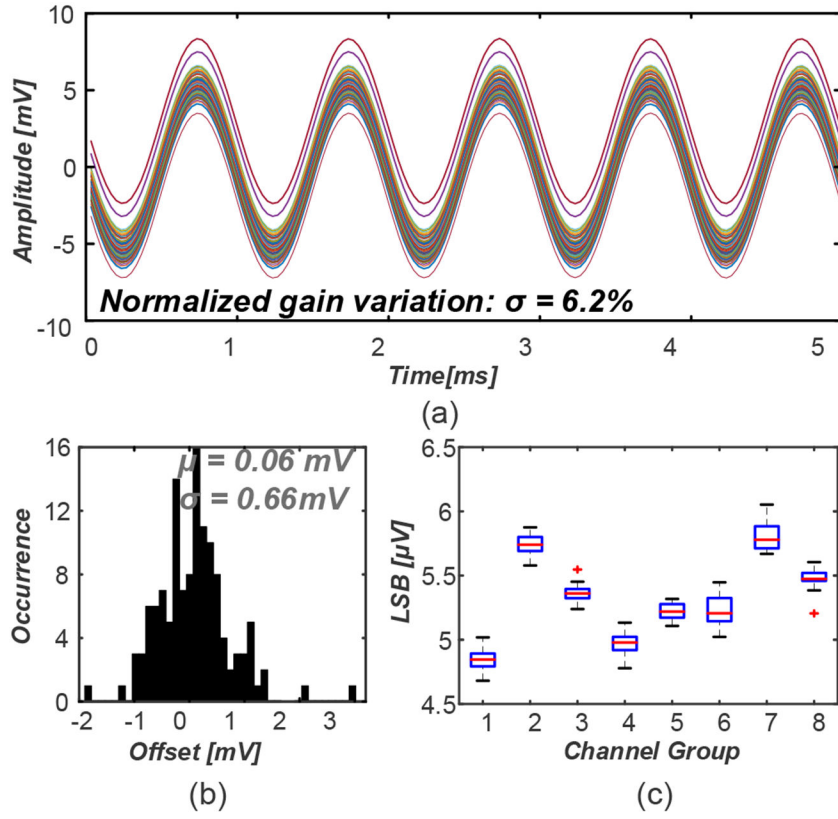 10
5
0
-5
-10
Amplitude [mV]
Normalized gain variation: σ = 6.2%
0 1 2 3 4 5
Time[ms]
(a)
16
12
8
4
0
Occurrence
μ = 0.06 mV
σ = 0.66mV
-2 -1 0 1 2 3
Offset [mV]
(b)
6.5
6
5.5
5
4.5
LSB [μV]
1 2 3 4 5 6 7 8
Channel Group
(c)